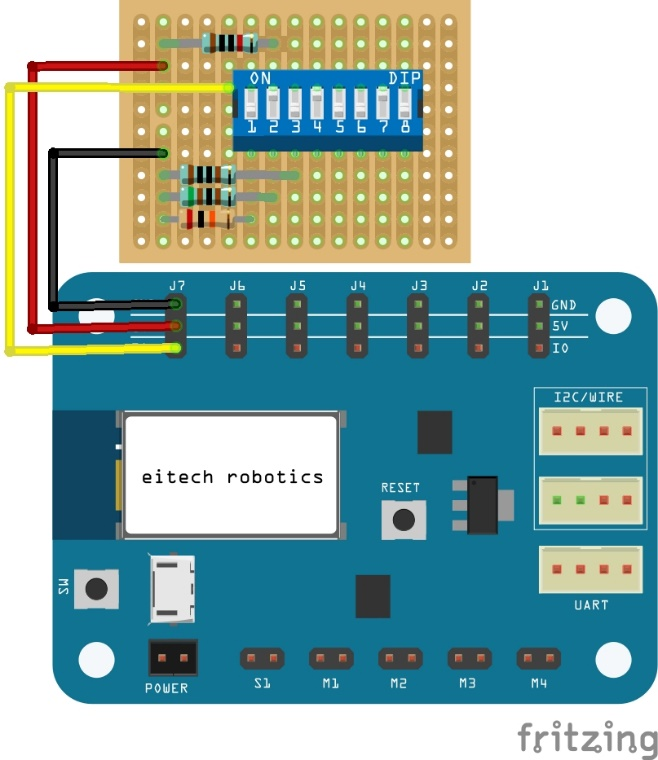 ON DIP
1 2 3 4 5 6 7 8
J7 J6 J5 J4 J3 J2 J1
GND
5V
IO
I2C/WIRE
eitech robotics
RESET
SW
UART
POWER S1 M1 M2 M3 M4
fritzing